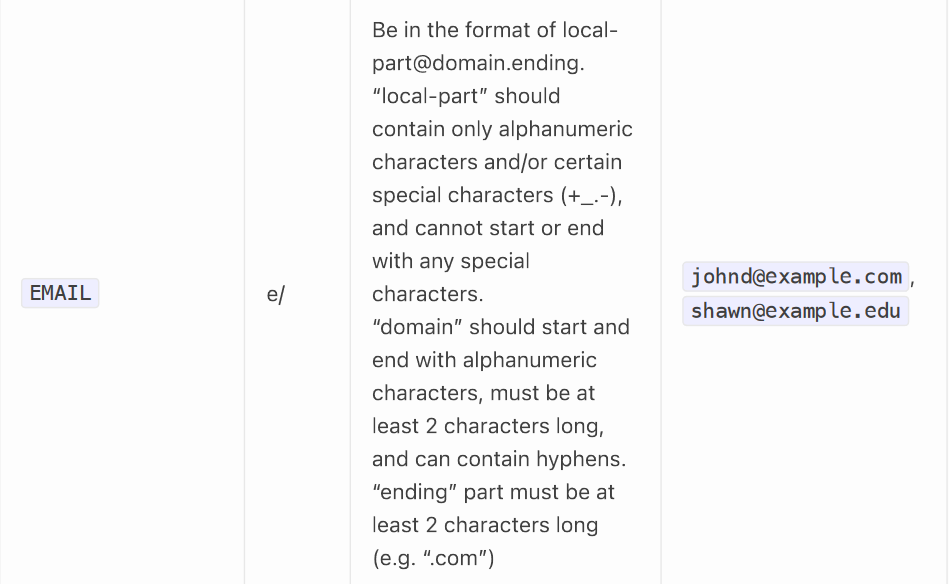 EMAIL
e/
Be in the format of local-
part@domain.ending.
“local-part” should
contain only alphanumeric
characters and/or certain
special characters (+_.-),
and cannot start or end
with any special
characters.
“domain” should start and
end with alphanumeric
characters, must be at
least 2 characters long,
and can contain hyphens.
“ending” part must be at
least 2 characters long
(e.g. “.com”)
johnd@example.com,
shawn@example.edu